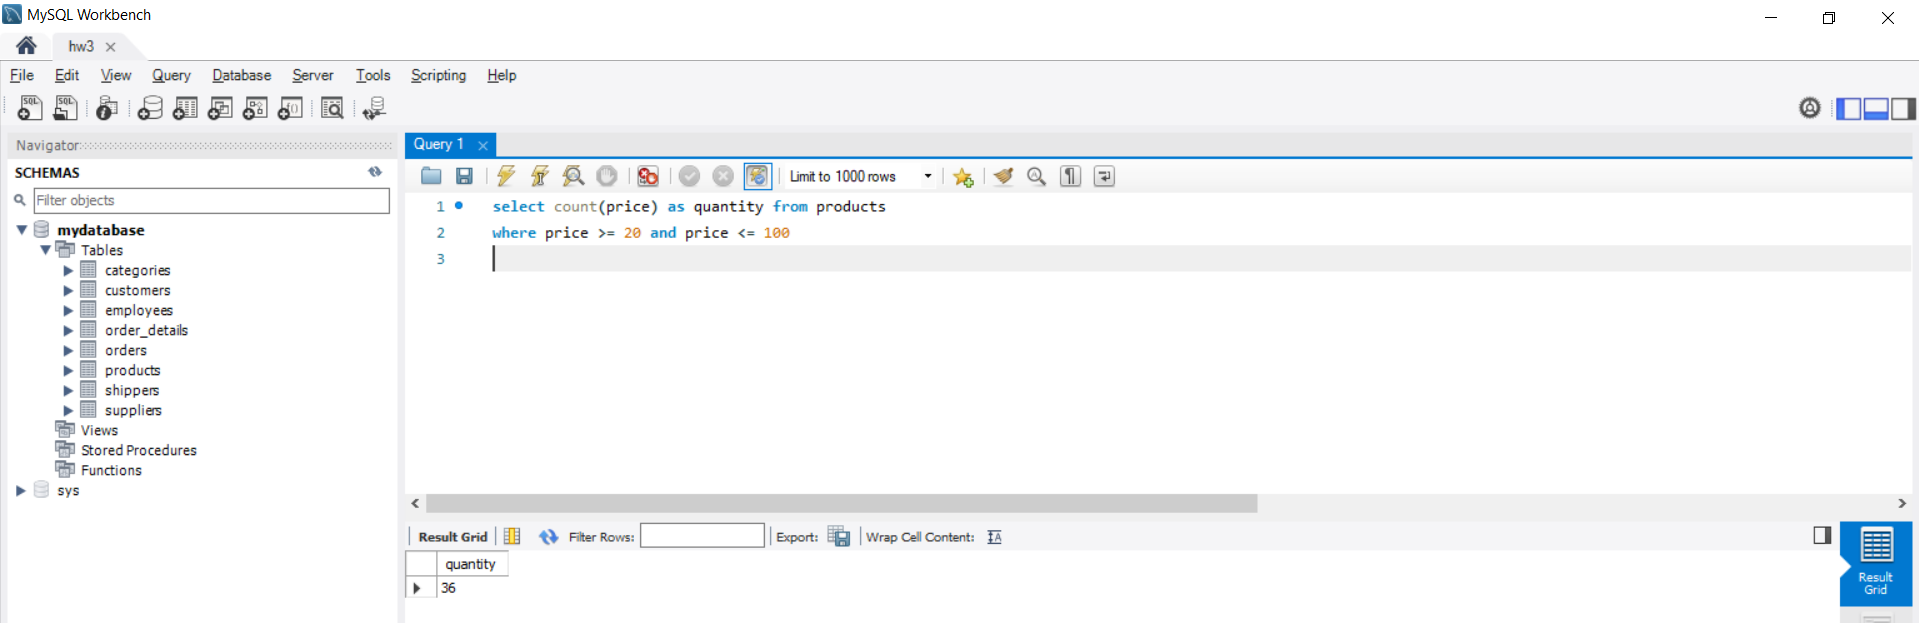 MySQL Workbench
hw3
File Edit View Query Database Server Tools Scripting Help
SQL SQL
Navigator
SCHEMAS
Filter objects
mydatabase
Tables
categories
customers
employees
order_details
orders
products
shippers
suppliers
Views
Stored Procedures
Functions
sys
Query 1
Limit to 1000 rows
1 select count(price) as quantity from products
2 where price >= 20 and price <= 100
3
Result Grid Filter Rows: Export: Wrap Cell Content:
quantity
36
Result
Grid